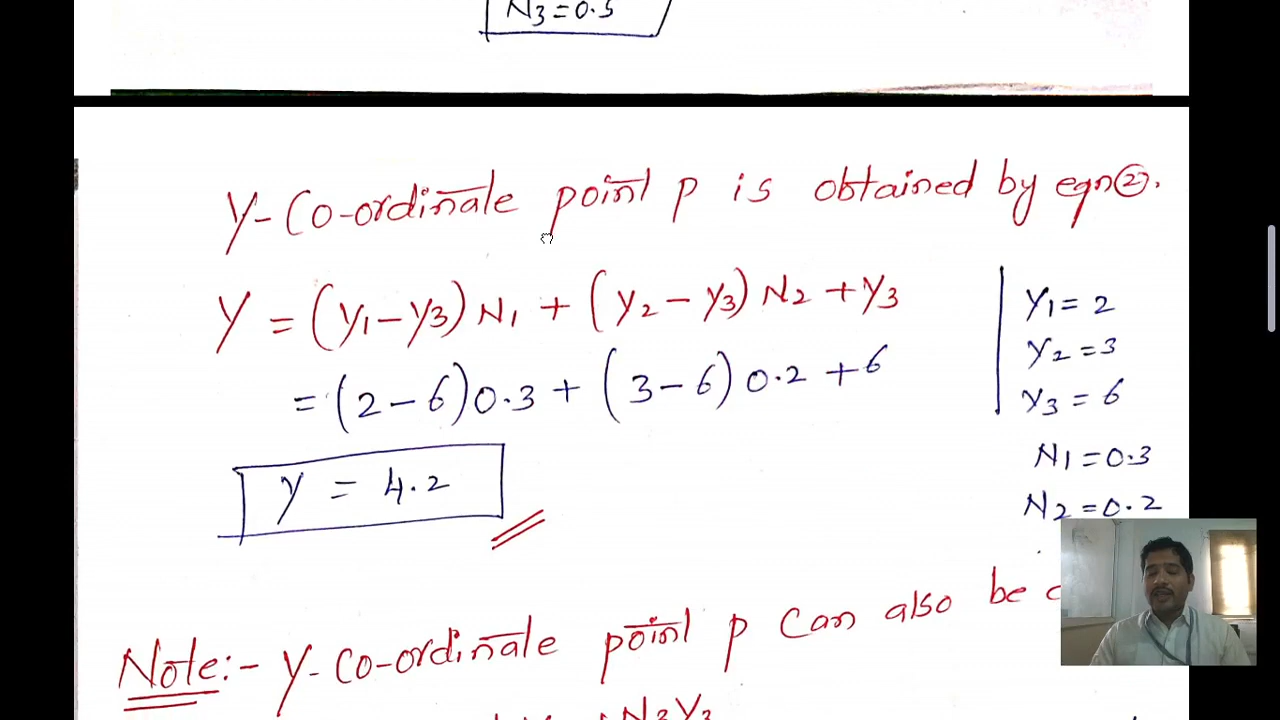 N3=0.5
Y-Co-ordinate point p is obtained by eqn②.
Y = (Y1-Y3)N1 + (Y2-Y3)N2+Y3
= (2-6)0.3+ (3-6)0.2+6
Y = 4.2
Y1=2
Y2=3
Y3=6
N1=0.3
N2=0.2
Note:- Y-Co-ordinate point p can also be